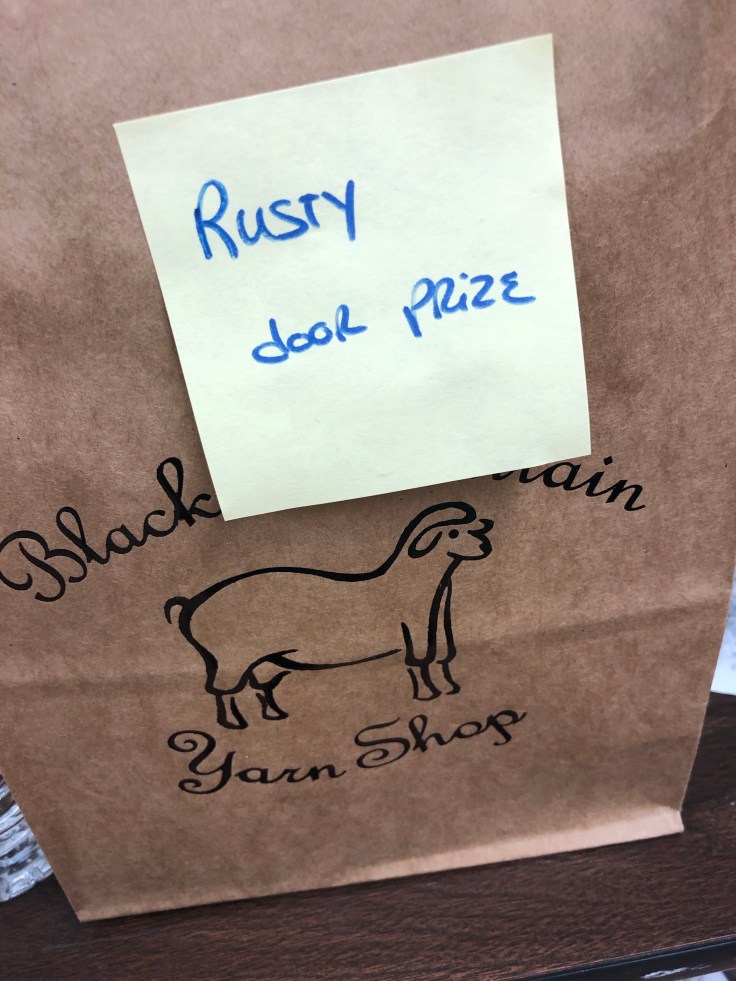 Rusty
door prize
Black
Yarn Shop